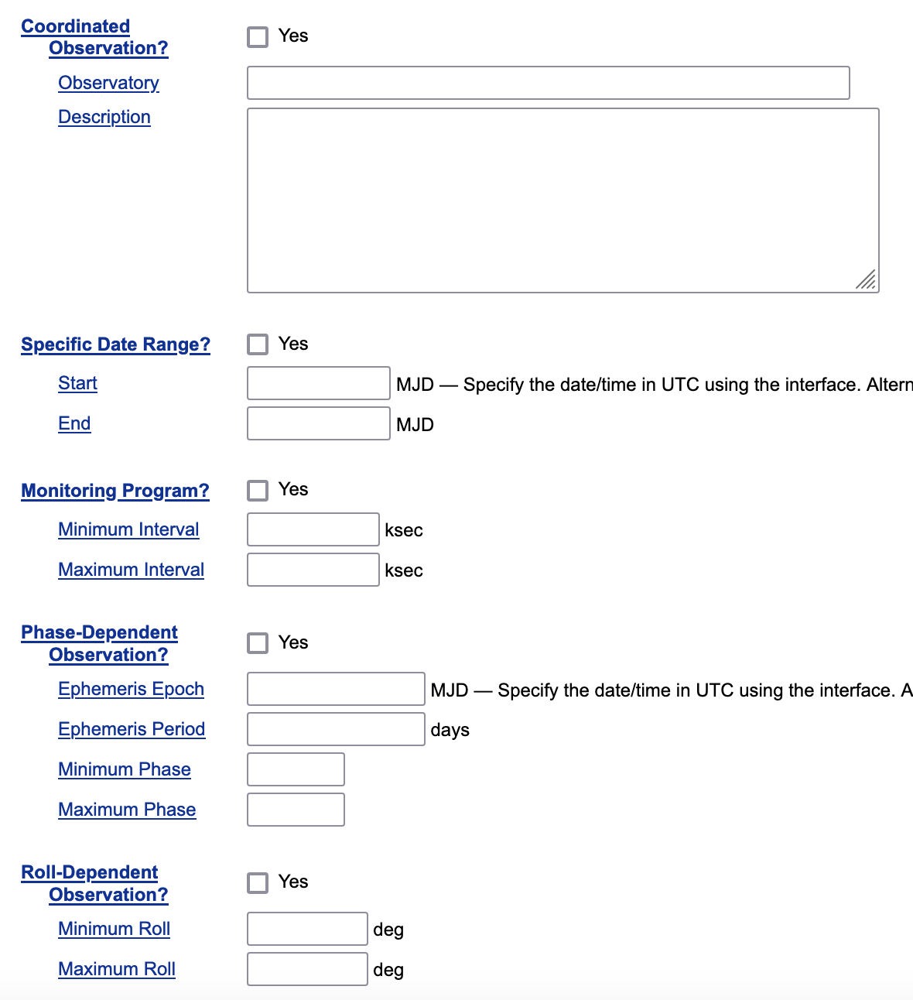 Coordinated
Observation?
Yes
Observatory
Description
Specific Date Range?
Yes
Start
MJD — Specify the date/time in UTC using the interface. Altern
End
MJD
Monitoring Program?
Yes
Minimum Interval
ksec
Maximum Interval
ksec
Phase-Dependent
Observation?
Yes
Ephemeris Epoch
MJD — Specify the date/time in UTC using the interface. A
Ephemeris Period
days
Minimum Phase
Maximum Phase
Roll-Dependent
Observation?
Yes
Minimum Roll
deg
Maximum Roll
deg